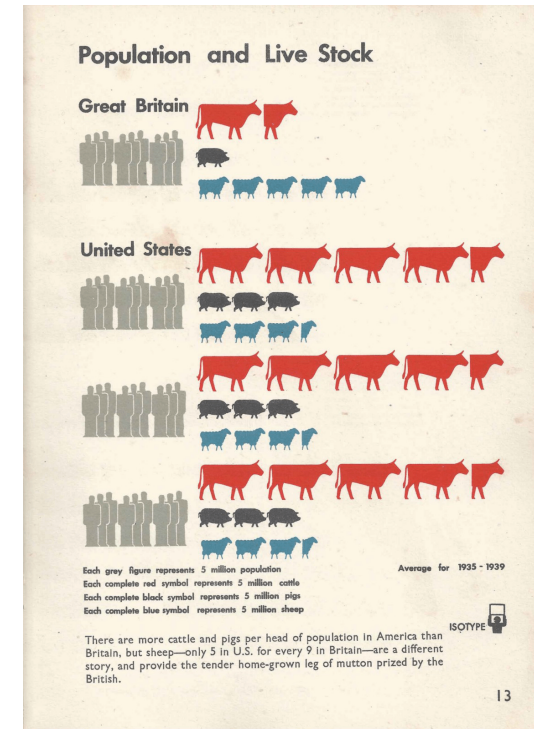 Population and Live Stock
Great Britain
United States
Each grey figure represents 5 million population
Average for 1935 - 1939
Each complete red symbol represents 5 million cattle
Each complete black symbol represents 5 million pigs
Each complete blue symbol represents 5 million sheep
ISOTYPE
There are more cattle and pigs per head of population in America than
Britain, but sheep—only 5 in U.S. for every 9 in Britain—are a different
story, and provide the tender home-grown leg of mutton prized by the
British.
13